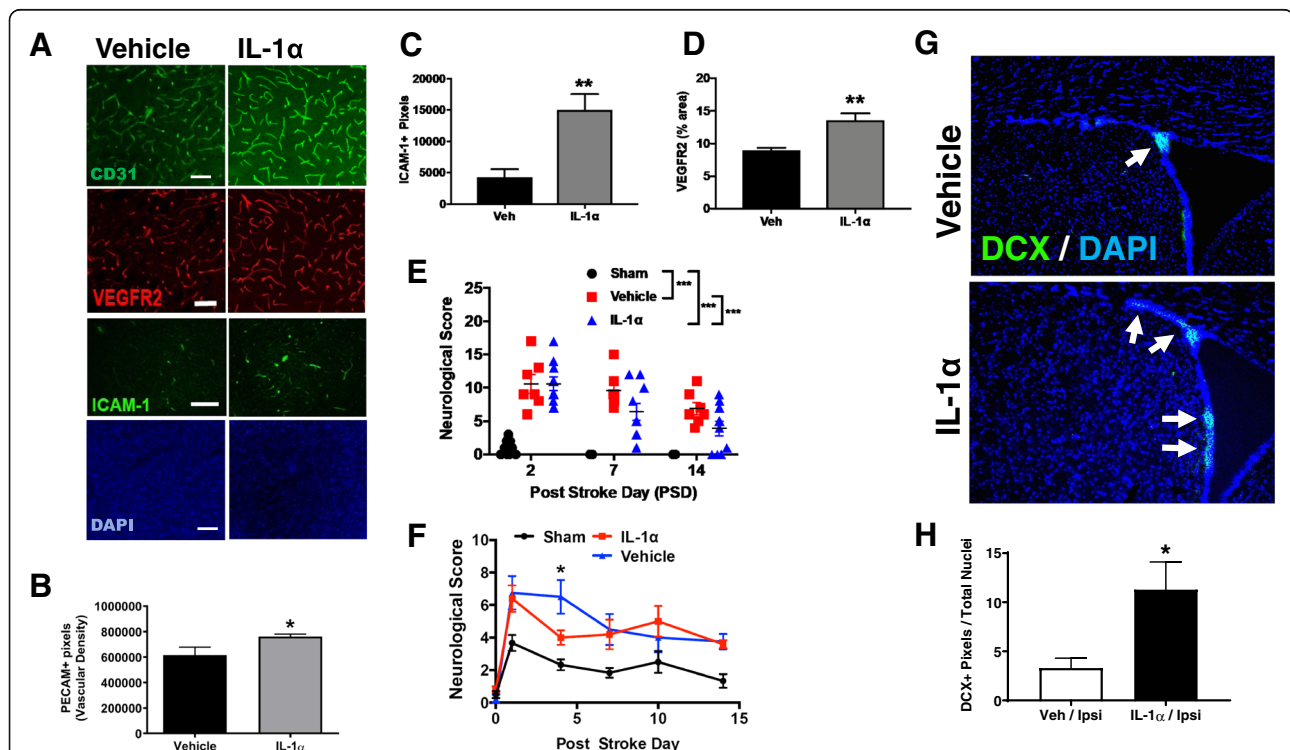 A
Vehicle IL-1α
CD31
VEGFR2
ICAM-1
DAPI
B
PECAM+ pixels
(Vascular Density)
1000000
800000
600000
400000
200000
0
*
Vehicle IL-1α
C
ICAM-1+ Pixels
20000
15000
10000
5000
0
**
Veh IL-1α
D
VEGFR2 (% area)
20
15
10
5
0
**
Veh IL-1α
E
Neurological Score
25
20
15
10
5
0
Sham
Vehicle
IL-1α
***
***
***
2 7 14
Post Stroke Day (PSD)
F
Neurological Score
10
8
6
4
2
0
Sham IL-1α
Vehicle
*
0 5 10 15
Post Stroke Day
G
Vehicle
DCX / DAPI
IL-1α
H
DCX+ Pixels / Total Nuclei
15
10
5
0
*
Veh / Ipsi IL-1α / Ipsi